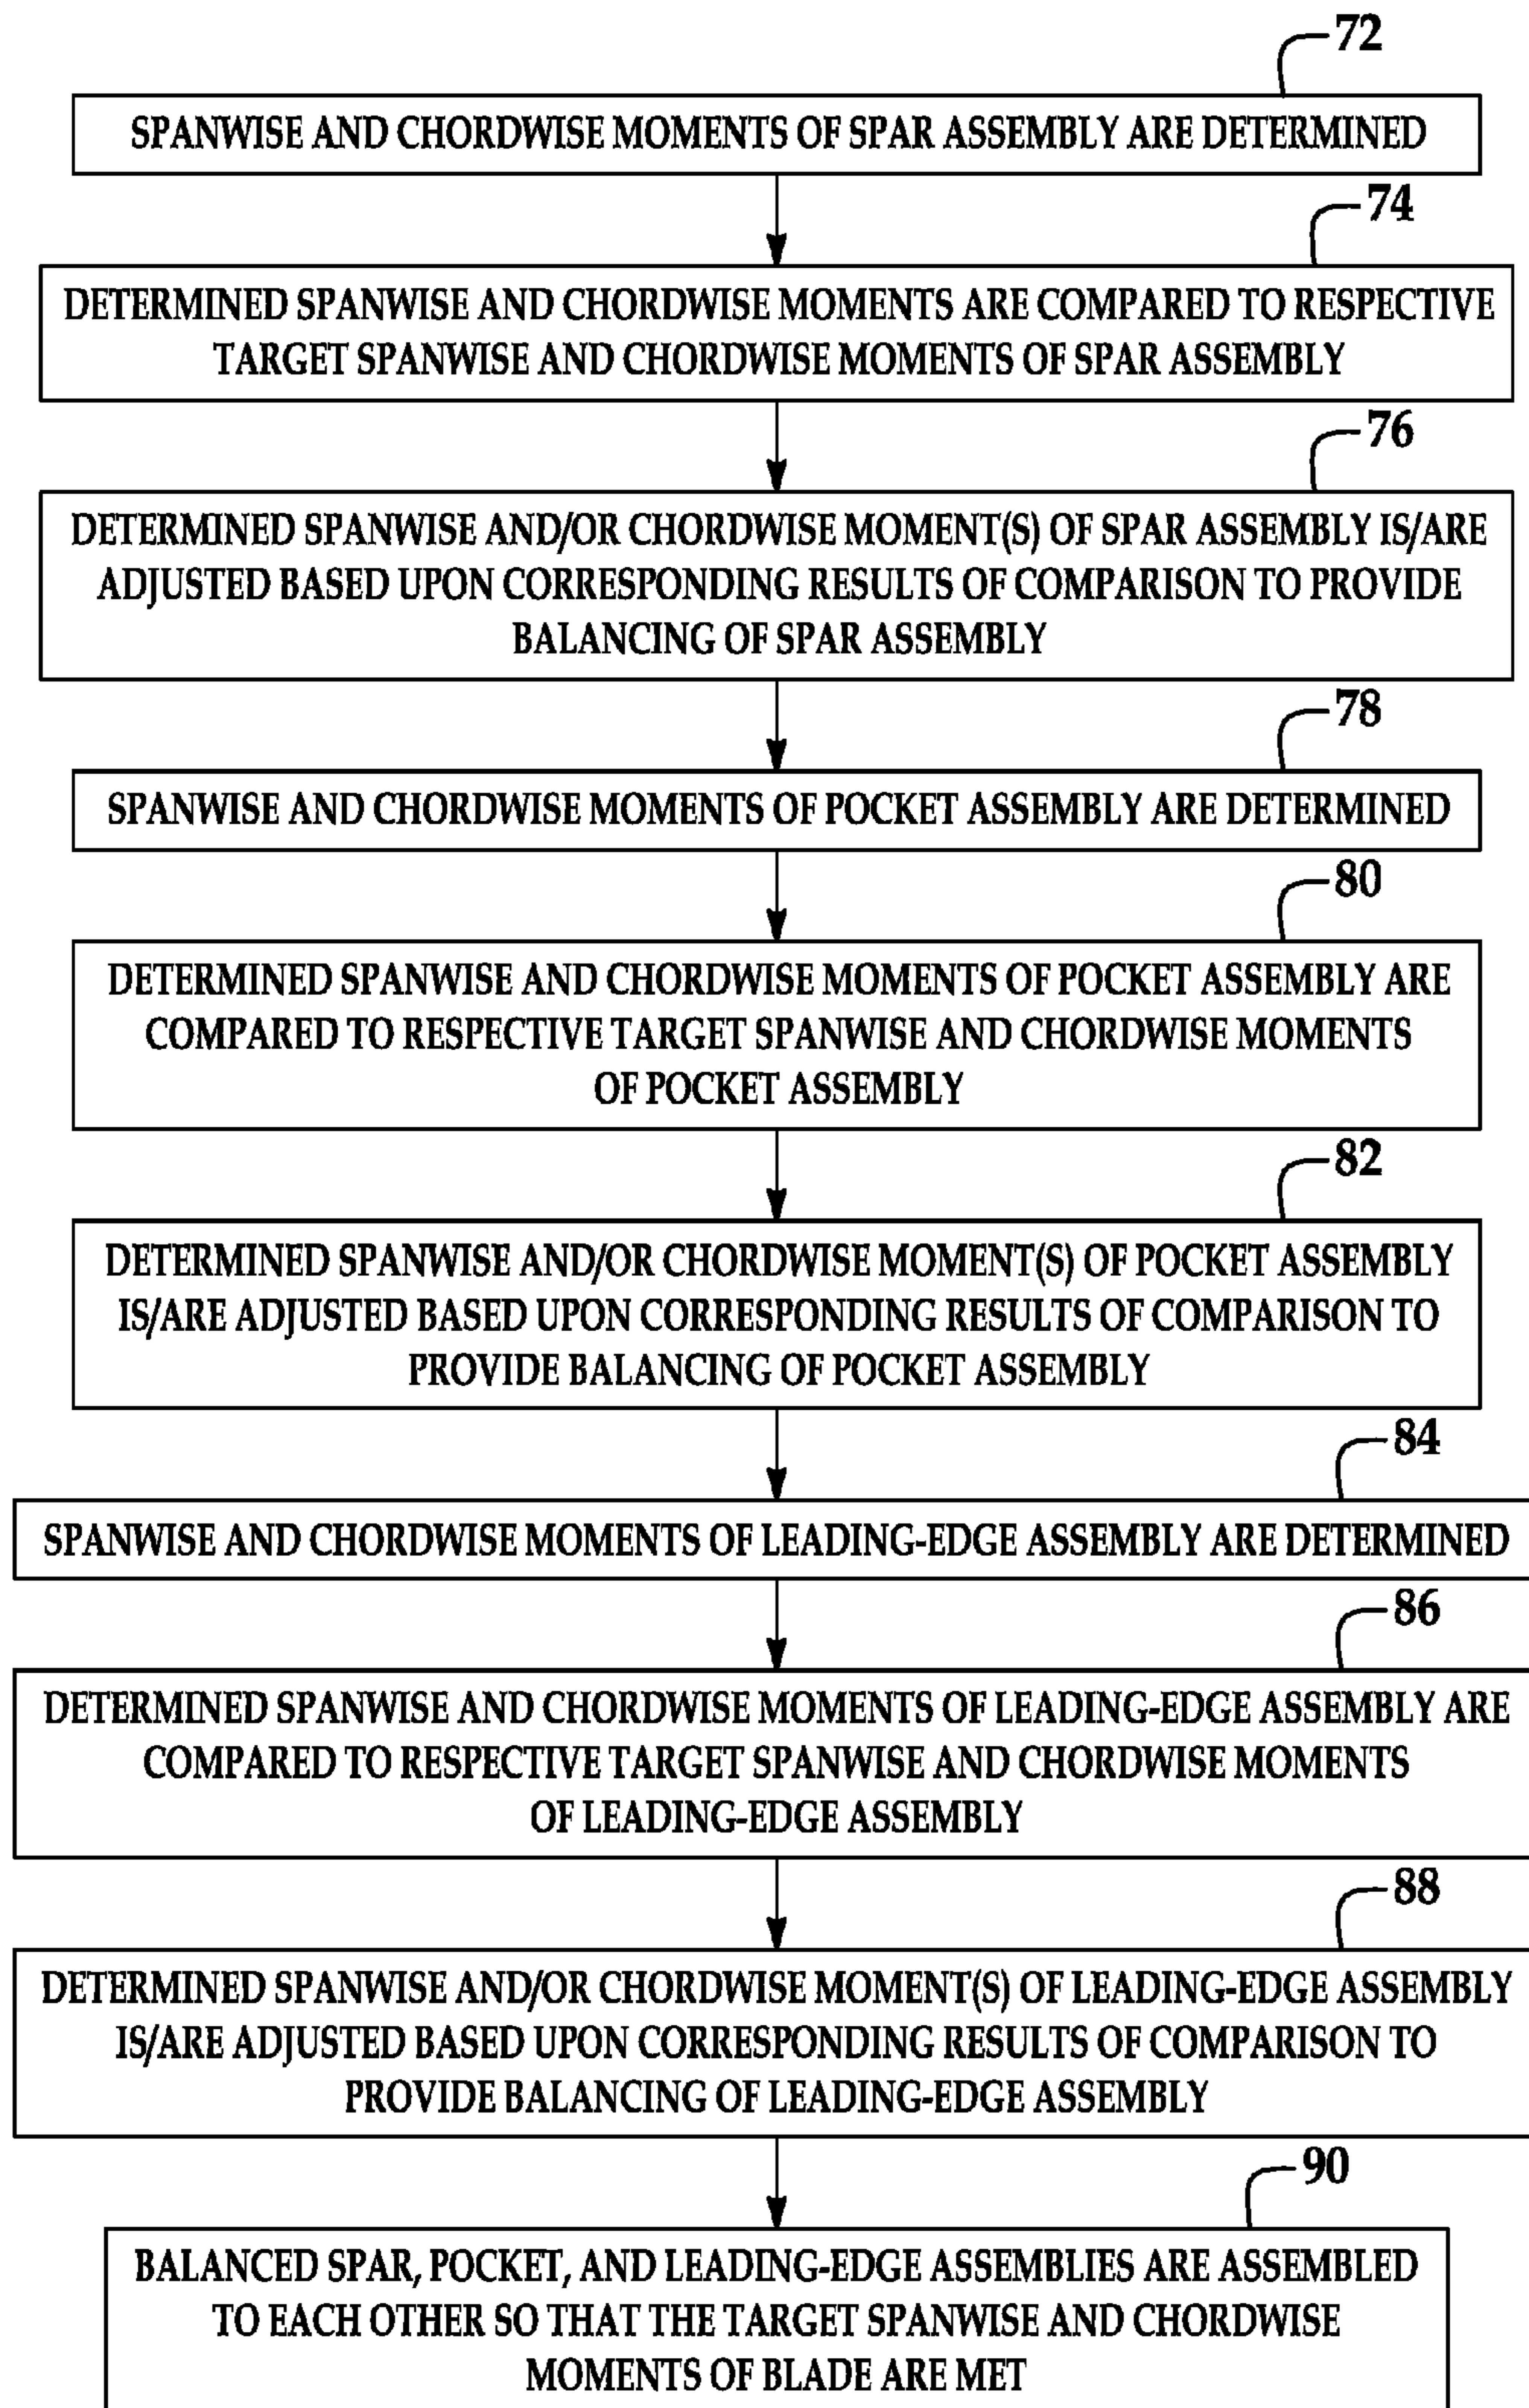 72
SPANWISE AND CHORDWISE MOMENTS OF SPAR ASSEMBLY ARE DETERMINED
74
DETERMINED SPANWISE AND CHORDWISE MOMENTS ARE COMPARED TO RESPECTIVE
TARGET SPANWISE AND CHORDWISE MOMENTS OF SPAR ASSEMBLY
76
DETERMINED SPANWISE AND/OR CHORDWISE MOMENT(S) OF SPAR ASSEMBLY IS/ARE
ADJUSTED BASED UPON CORRESPONDING RESULTS OF COMPARISON TO PROVIDE
BALANCING OF SPAR ASSEMBLY
78
SPANWISE AND CHORDWISE MOMENTS OF POCKET ASSEMBLY ARE DETERMINED
80
DETERMINED SPANWISE AND CHORDWISE MOMENTS OF POCKET ASSEMBLY ARE
COMPARED TO RESPECTIVE TARGET SPANWISE AND CHORDWISE MOMENTS
OF POCKET ASSEMBLY
82
DETERMINED SPANWISE AND/OR CHORDWISE MOMENT(S) OF POCKET ASSEMBLY
IS/ARE ADJUSTED BASED UPON CORRESPONDING RESULTS OF COMPARISON TO
PROVIDE BALANCING OF POCKET ASSEMBLY
84
SPANWISE AND CHORDWISE MOMENTS OF LEADING-EDGE ASSEMBLY ARE DETERMINED
86
DETERMINED SPANWISE AND CHORDWISE MOMENTS OF LEADING-EDGE ASSEMBLY ARE
COMPARED TO RESPECTIVE TARGET SPANWISE AND CHORDWISE MOMENTS
OF LEADING-EDGE ASSEMBLY
88
DETERMINED SPANWISE AND/OR CHORDWISE MOMENT(S) OF LEADING-EDGE ASSEMBLY
IS/ARE ADJUSTED BASED UPON CORRESPONDING RESULTS OF COMPARISON TO
PROVIDE BALANCING OF LEADING-EDGE ASSEMBLY
90
BALANCED SPAR, POCKET, AND LEADING-EDGE ASSEMBLIES ARE ASSEMBLED
TO EACH OTHER SO THAT THE TARGET SPANWISE AND CHORDWISE
MOMENTS OF BLADE ARE MET